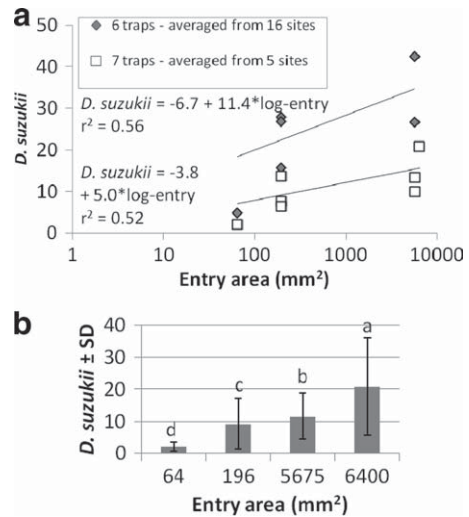 a
50
40
30
20
10
0
D. suzukii
6 traps - averaged from 16 sites
7 traps - averaged from 5 sites
D. suzukii = -6.7 + 11.4*log-entry
r² = 0.56
D. suzukii = -3.8
+ 5.0*log-entry
r² = 0.52
1 10 100 1000 10000
Entry area (mm²)
b
40
30
20
10
0
D. suzukii ± SD
d c b a
64 196 5675 6400
Entry area (mm²)